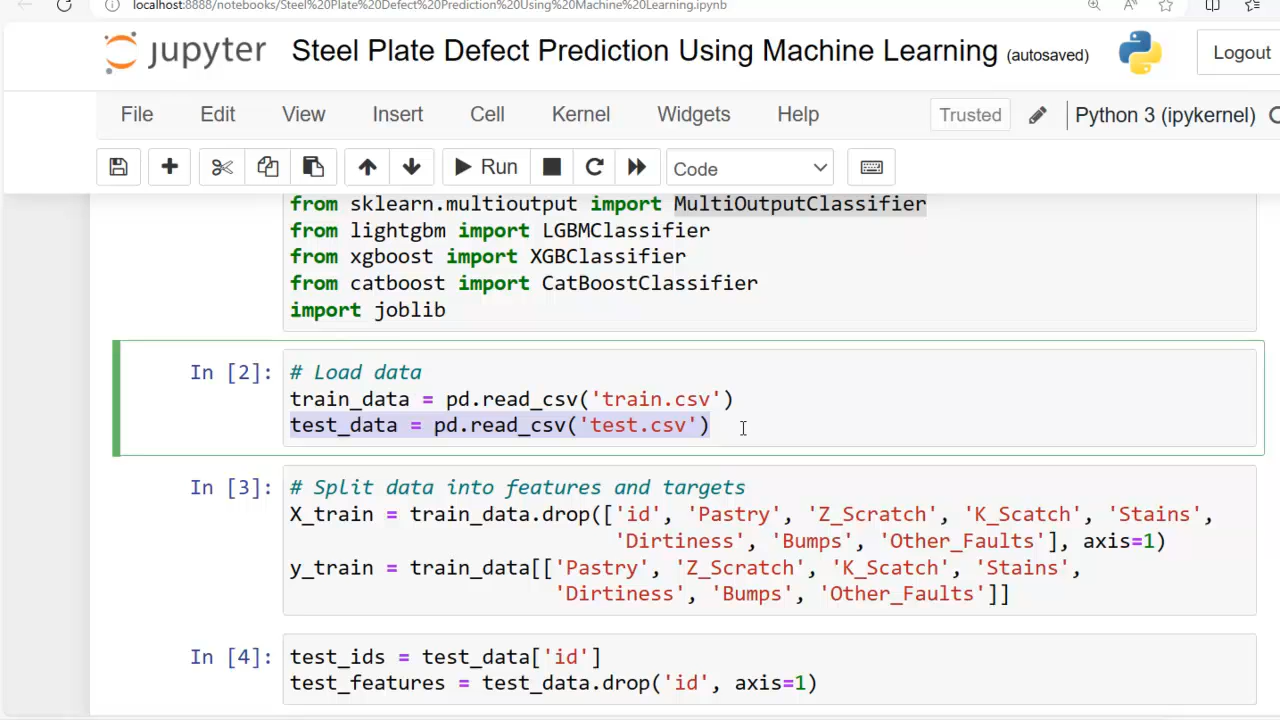 localhost:8888/notebooks/Steel%20Plate%20Defect%20Prediction%20Using%20Machine%20Learning.ipynb
jupyter Steel Plate Defect Prediction Using Machine Learning (autosaved) Logout
File Edit View Insert Cell Kernel Widgets Help Trusted Python 3 (ipykernel)
Run Code
from sklearn.multioutput import MultiOutputClassifier
from lightgbm import LGBMClassifier
from xgboost import XGBClassifier
from catboost import CatBoostClassifier
import joblib
In [2]: # Load data
train_data = pd.read_csv('train.csv')
test_data = pd.read_csv('test.csv')
In [3]: # Split data into features and targets
X_train = train_data.drop(['id', 'Pastry', 'Z_Scratch', 'K_Scatch', 'Stains',
'Dirtiness', 'Bumps', 'Other_Faults'], axis=1)
y_train = train_data[['Pastry', 'Z_Scratch', 'K_Scatch', 'Stains',
'Dirtiness', 'Bumps', 'Other_Faults']]
In [4]: test_ids = test_data['id']
test_features = test_data.drop('id', axis=1)